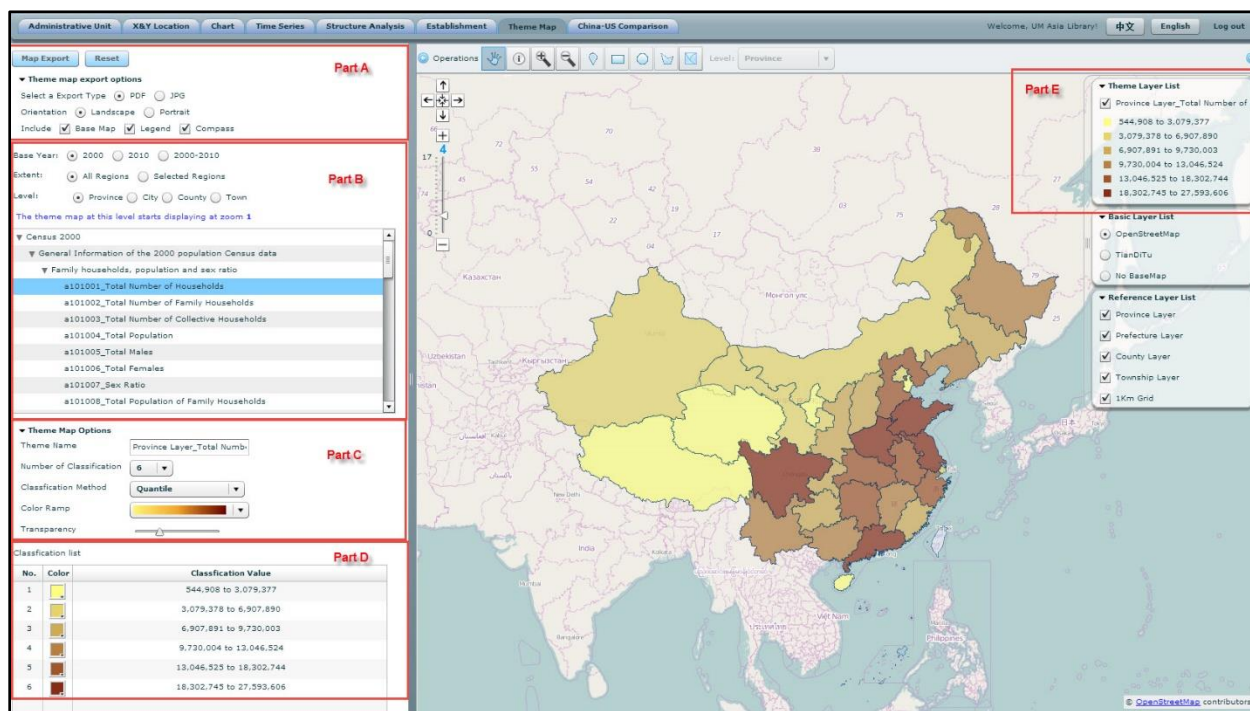 Administrative Unit X&Y Location Chart Time Series Structure Analysis Establishment Theme Map China-US Comparison Welcome, UM Asia Library! 中文 English Log out
Map Export Reset
Part A
▼ Theme map export options
Select a Export Type PDF JPG
Orientation Landscape Portrait
Include Base Map Legend Compass
Base Year: 2000 2010 2000-2010
Part B
Extent: All Regions Selected Regions
Level: Province City County Town
The theme map at this level starts displaying at zoom 1
▼ Census 2000
▼ General Information of the 2000 population Census data
▼ Family households, population and sex ratio
a101001_Total Number of Households
a101002_Total Number of Family Households
a101003_Total Number of Collective Households
a101004_Total Population
a101005_Total Males
a101006_Total Females
a101007_Sex Ratio
a101008_Total Population of Family Households
▼ Theme Map Options
Theme Name Province Layer_Total Numb
Part C
Number of Classification 6
Classfication Method Quantile
Color Ramp
Transparency
Classfication list
Part D
No. Color Classfication Value
1 544,908 to 3,079,377
2 3,079,378 to 6,907,890
3 6,907,891 to 9,730,003
4 9,730,004 to 13,046,524
5 13,046,525 to 18,302,744
6 18,302,745 to 27,593,606
Operations Level: Province
4
17
0
Казахстан
Монгол улс
Кыргызстан
India
Việt Nam
Philippines
Part E
▼ Theme Layer List
Province Layer_Total Number of
544,908 to 3,079,377
3,079,378 to 6,907,890
6,907,891 to 9,730,003
9,730,004 to 13,046,524
13,046,525 to 18,302,744
18,302,745 to 27,593,606
▼ Basic Layer List
OpenStreetMap
TianDiTu
No BaseMap
▼ Reference Layer List
Province Layer
Prefecture Layer
County Layer
Township Layer
1Km Grid
© OpenStreetMap contributors